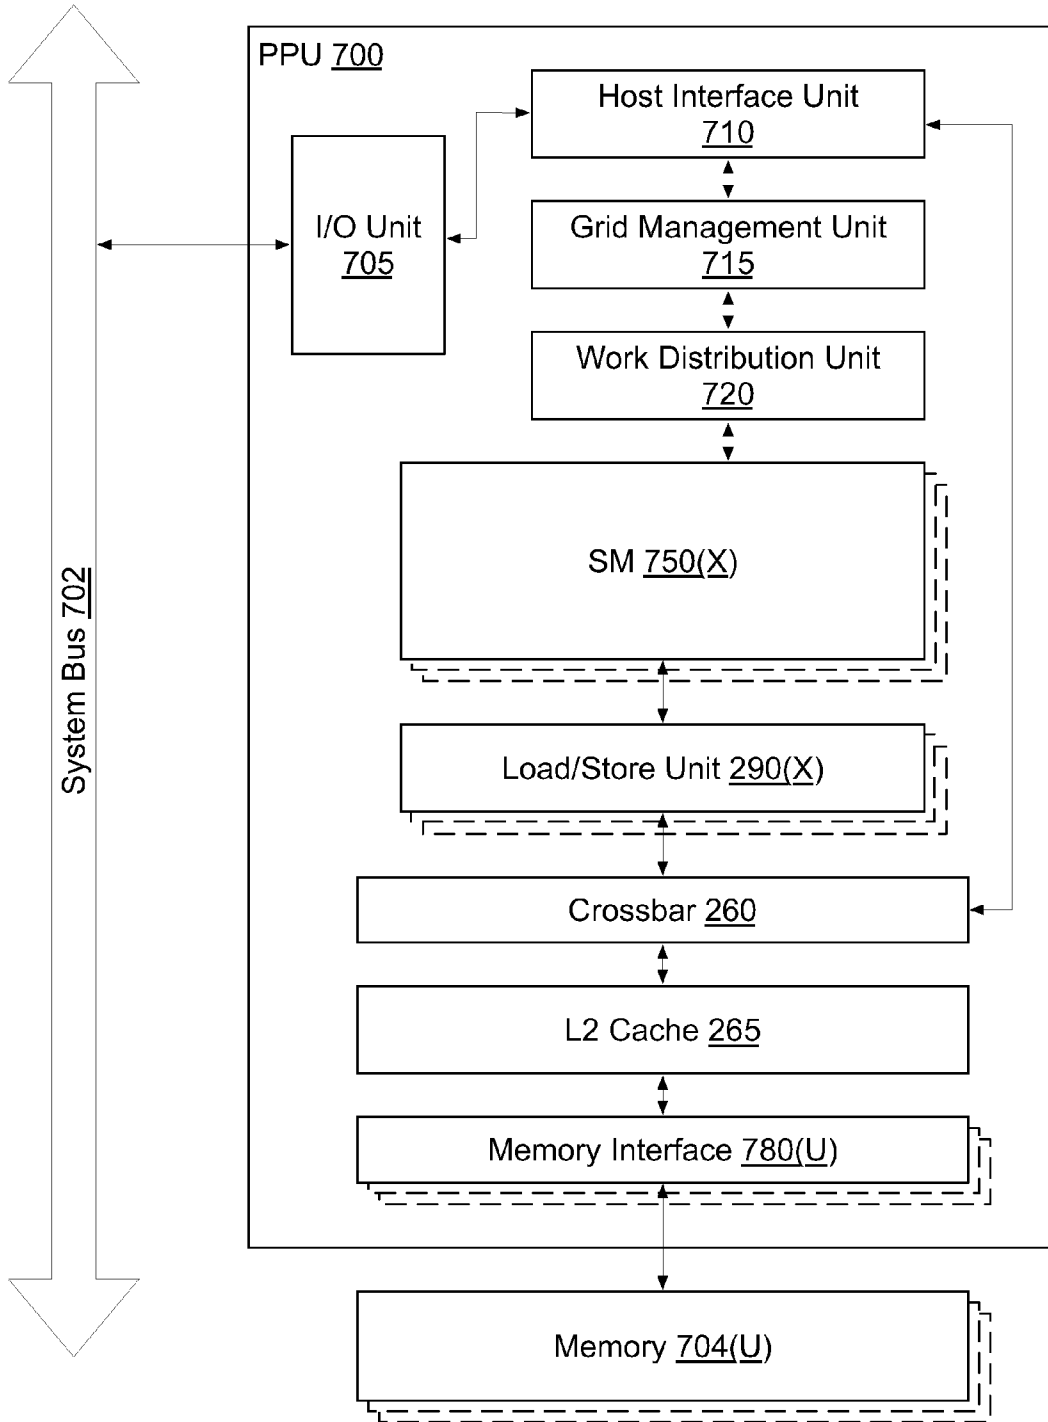 PPU 700
Host Interface Unit
710
I/O Unit
705
Grid Management Unit
715
Work Distribution Unit
720
SM 750(X)
System Bus 702
Load/Store Unit 290(X)
Crossbar 260
L2 Cache 265
Memory Interface 780(U)
Memory 704(U)